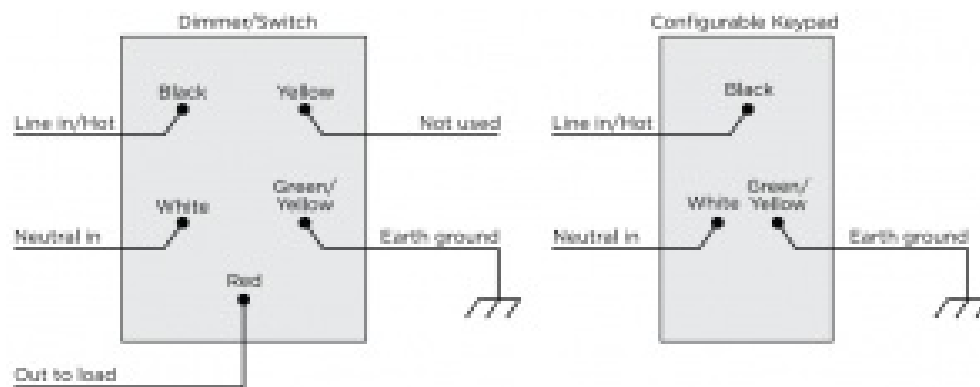 Dimmer/Switch
Black
Yellow
Line in/Hot
Not used
White
Green/
Yellow
Neutral in
Earth ground
Red
Out to load
Configurable Keypad
Black
Line in/Hot
White
Green/
Yellow
Neutral in
Earth ground